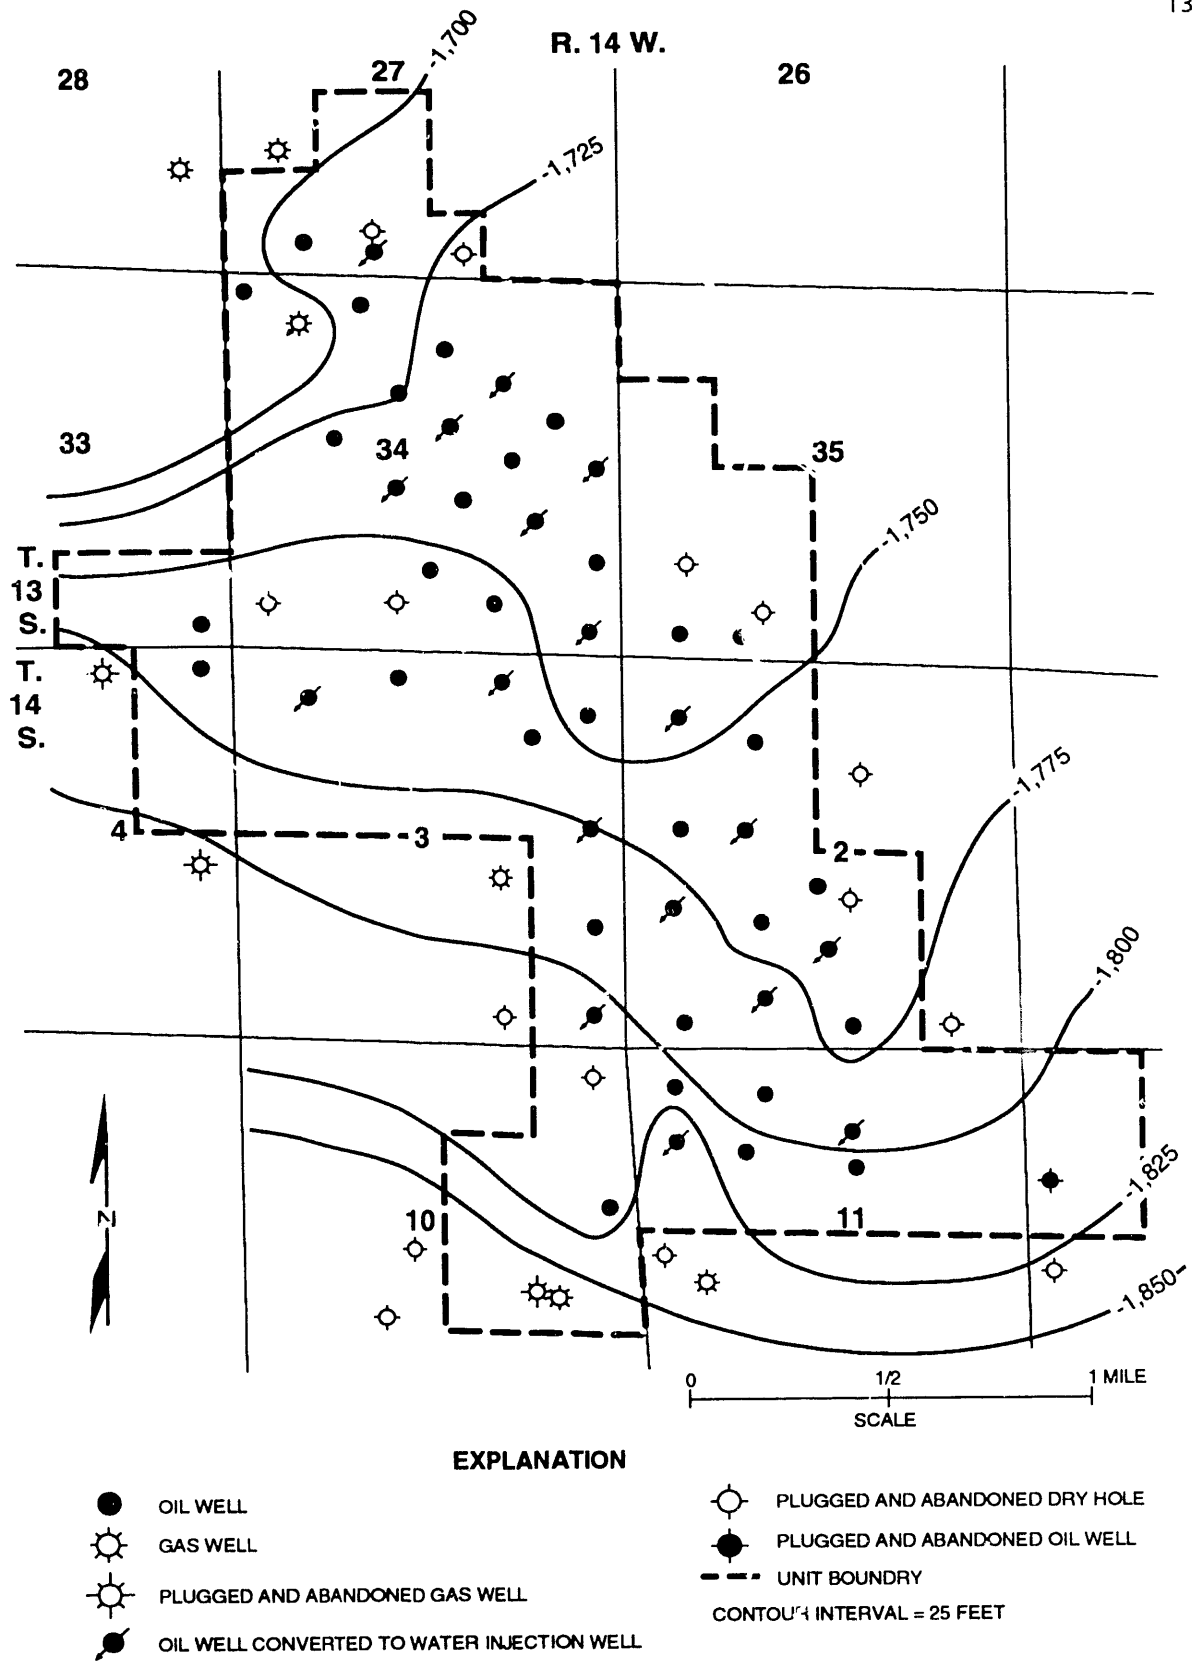 13
R. 14 W.
28
27
26
-1,700
-1,725
33
34
35
-1,750
T.
13
S.
T.
14
S.
-1,775
4
3
2
-1,800
N
10
11
-1,825
-1,850-
0 1/2 1 MILE
SCALE
EXPLANATION
OIL WELL
GAS WELL
PLUGGED AND ABANDONED GAS WELL
OIL WELL CONVERTED TO WATER INJECTION WELL
PLUGGED AND ABANDONED DRY HOLE
PLUGGED AND ABANDONED OIL WELL
UNIT BOUNDRY
CONTOUR INTERVAL = 25 FEET